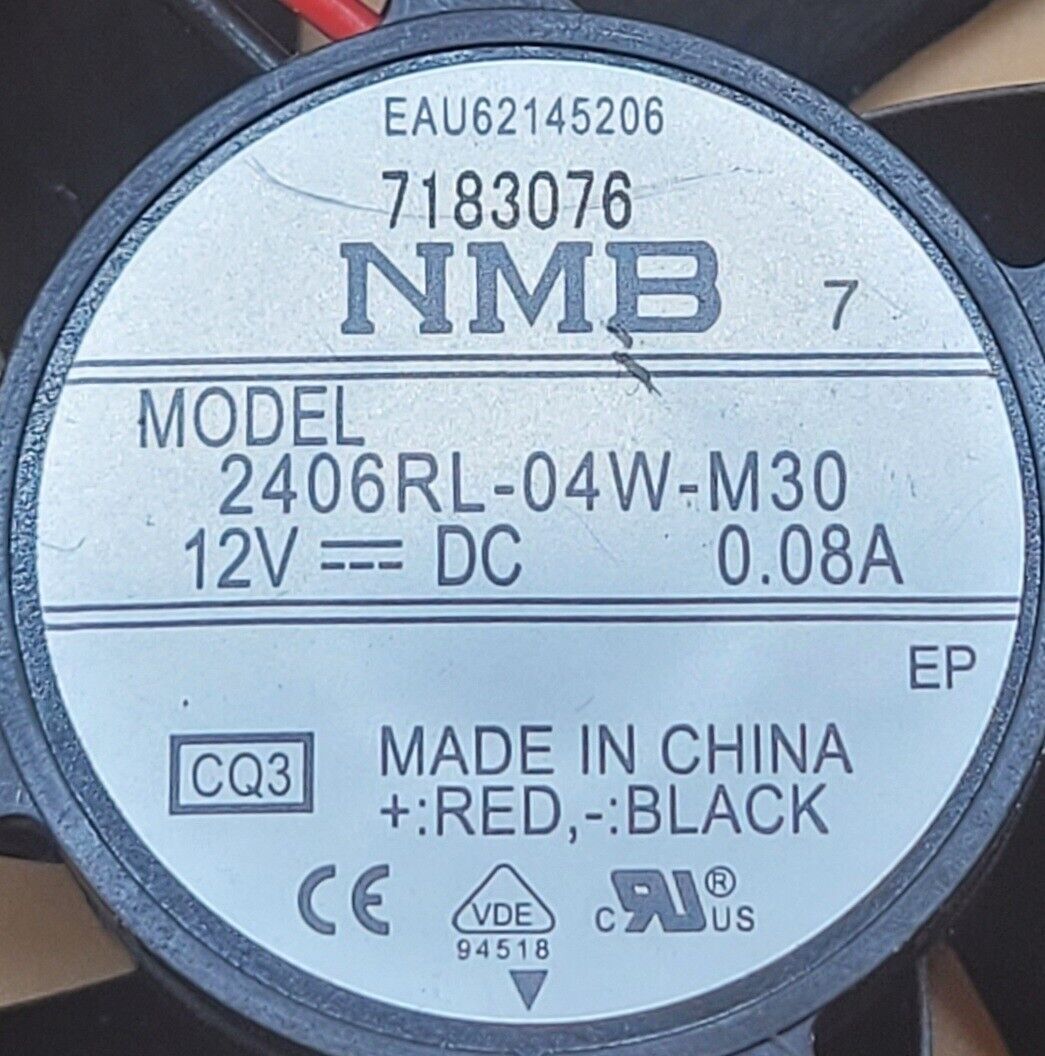 EAU62145206
7183076
NMB 7
MODEL
2406RL-04W-M30
12V ⎓ DC 0.08A
EP
CQ3
MADE IN CHINA
+:RED,-:BLACK
CE VDE c RU ® US
94518